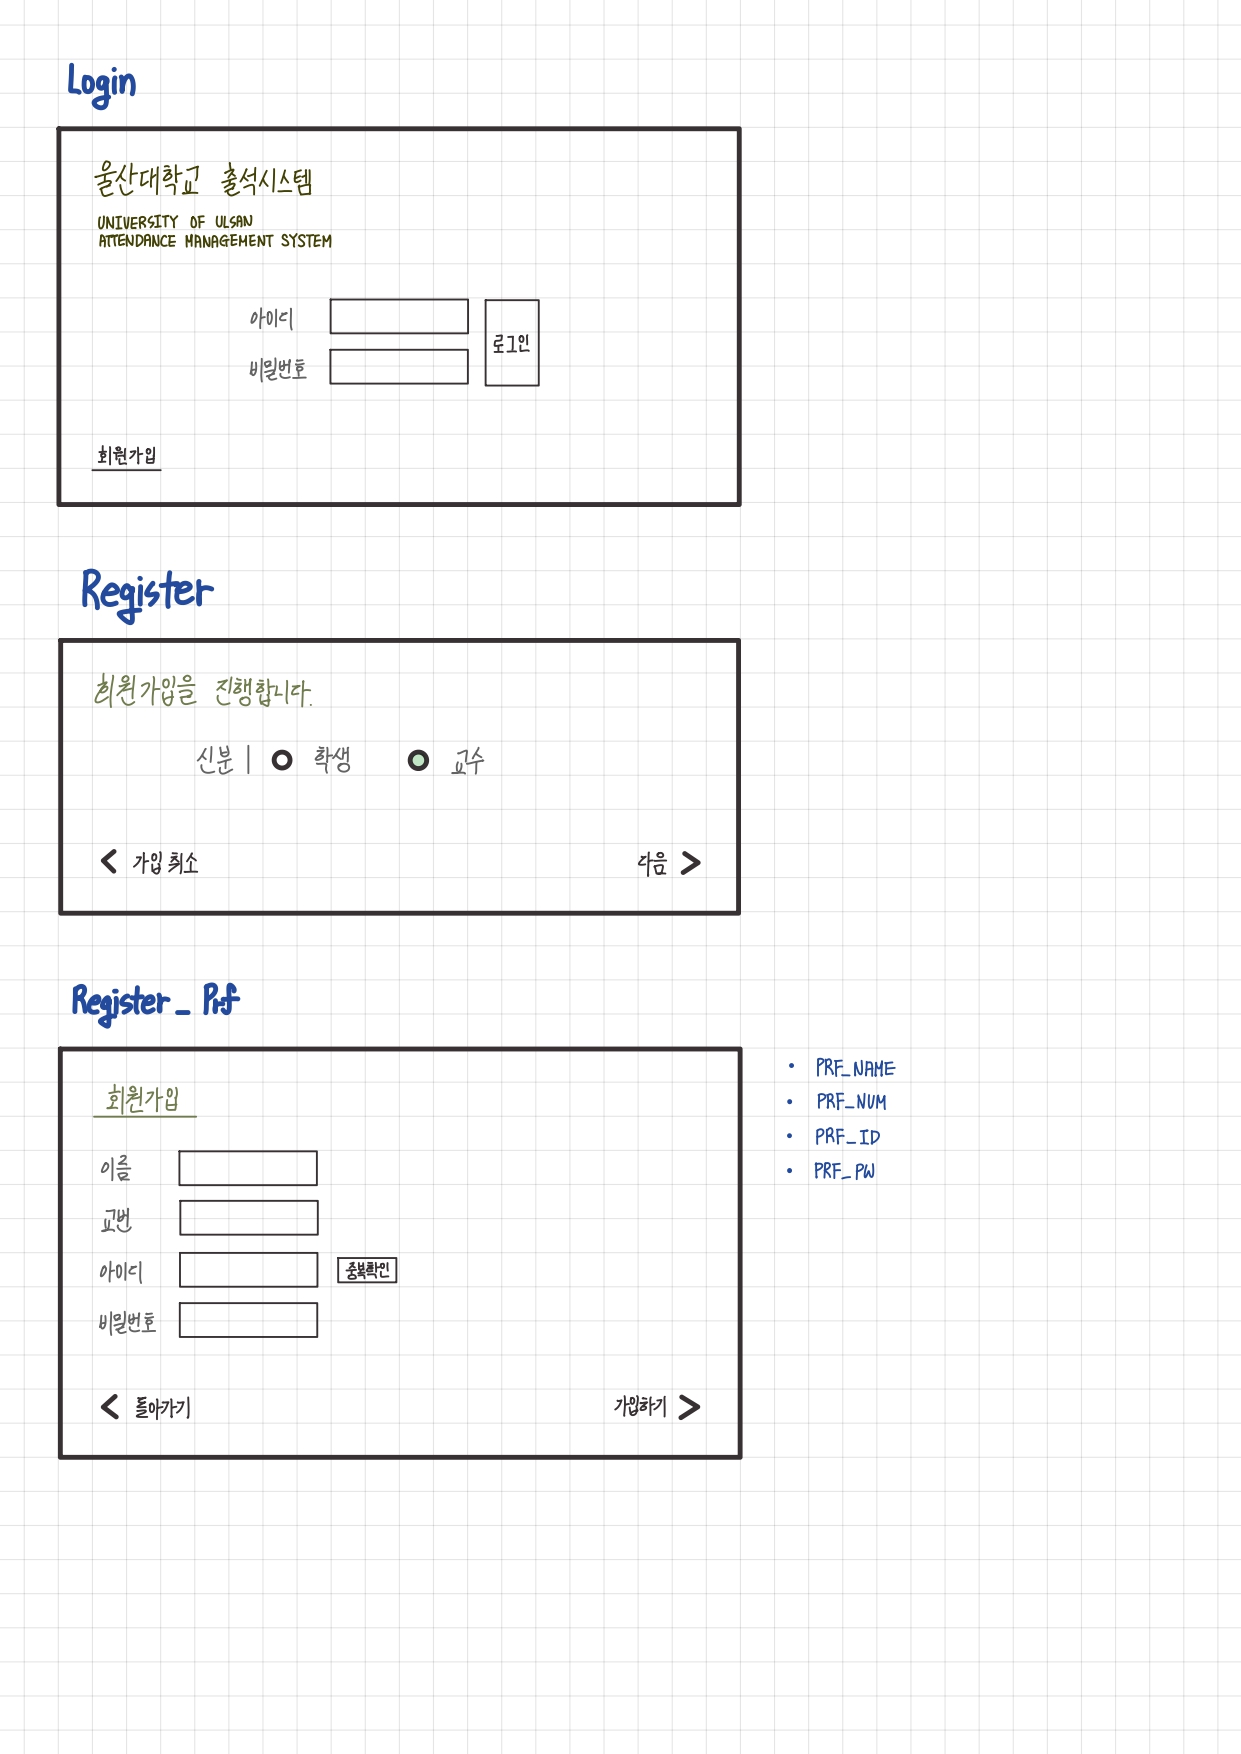 Login
울산대학교 출석시스템
UNIVERSITY OF ULSAN
ATTENDANCE MANAGEMENT SYSTEM
아이디
비밀번호
로그인
회원가입
Register
회원가입을 진행합니다.
신분 | 학생 교수
< 가입 취소
다음 >
Register_Prf
회원가입
이름
교번
아이디 중복확인
비밀번호
< 돌아가기
가입하기 >
• PRF_NAME
• PRF_NUM
• PRF_ID
• PRF_PW